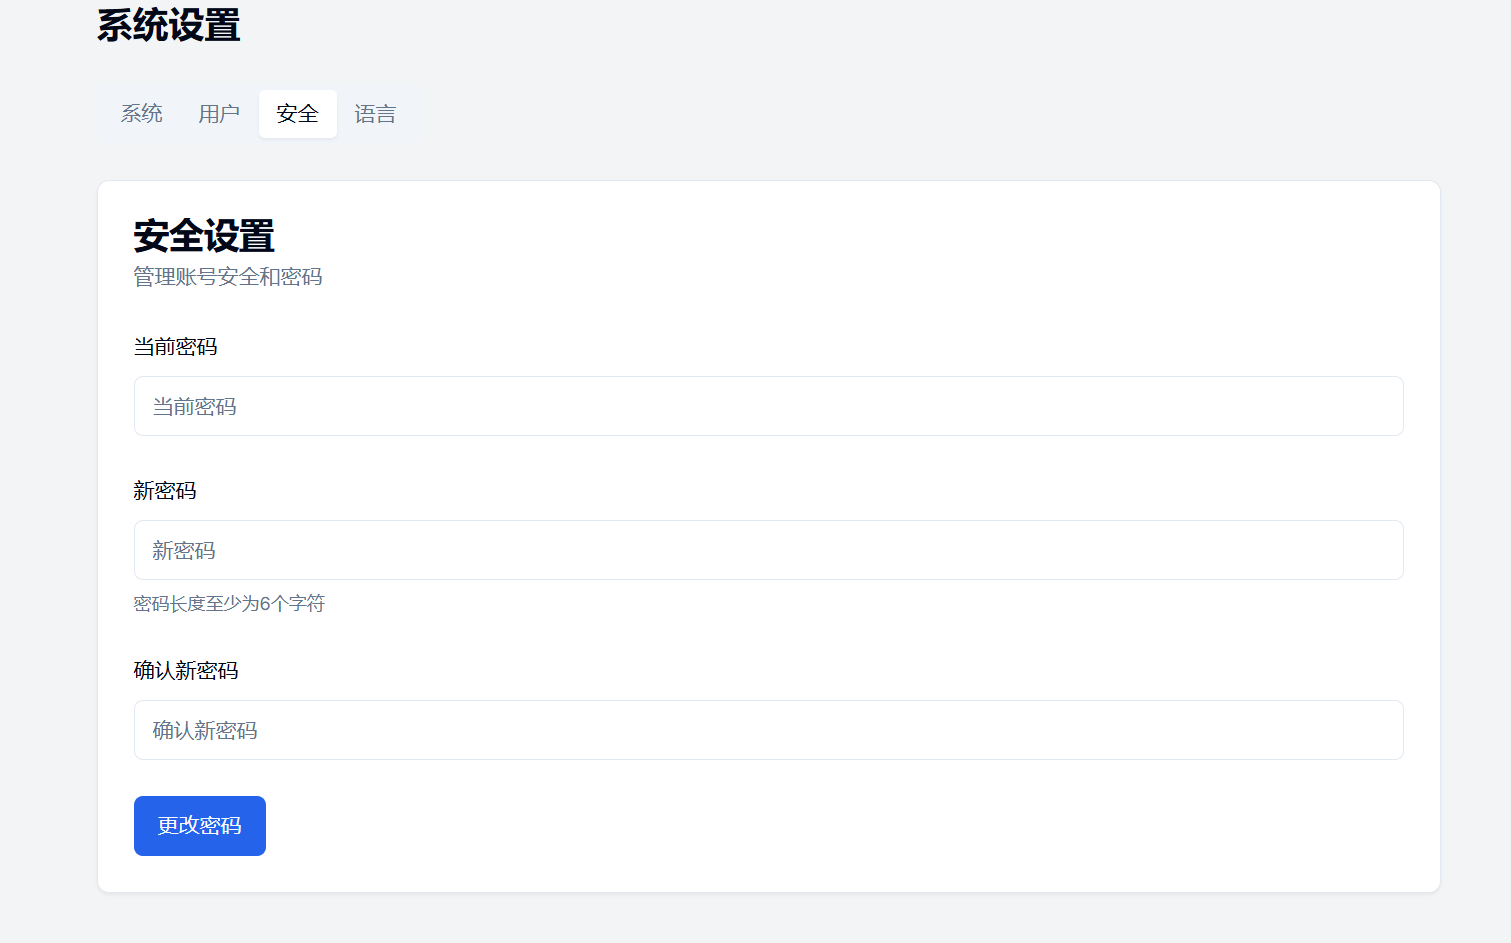 系统设置
系统 用户 安全 语言
安全设置
管理账号安全和密码
当前密码
当前密码
新密码
新密码
密码长度至少为6个字符
确认新密码
确认新密码
更改密码